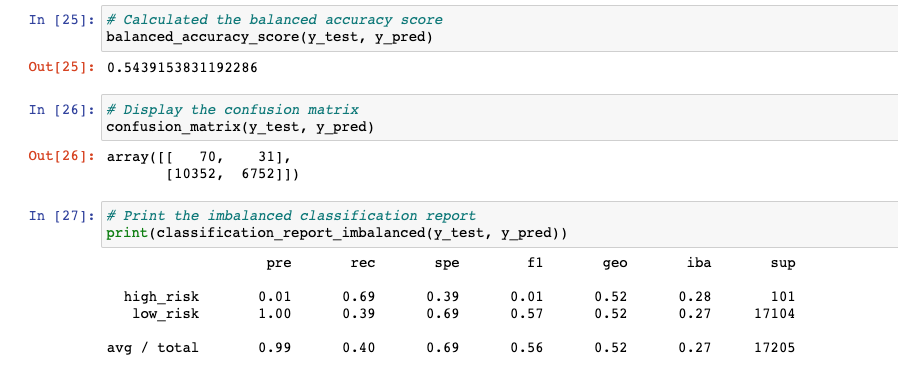 In [25]: # Calculated the balanced accuracy score
balanced_accuracy_score(y_test, y_pred)
Out[25]: 0.5439153831192286
In [26]: # Display the confusion matrix
confusion_matrix(y_test, y_pred)
Out[26]: array([[   70,    31],
       [10352,  6752]])
In [27]: # Print the imbalanced classification report
print(classification_report_imbalanced(y_test, y_pred))
pre rec spe f1 geo iba sup
high_risk 0.01 0.69 0.39 0.01 0.52 0.28 101
low_risk 1.00 0.39 0.69 0.57 0.52 0.27 17104
avg / total 0.99 0.40 0.69 0.56 0.52 0.27 17205